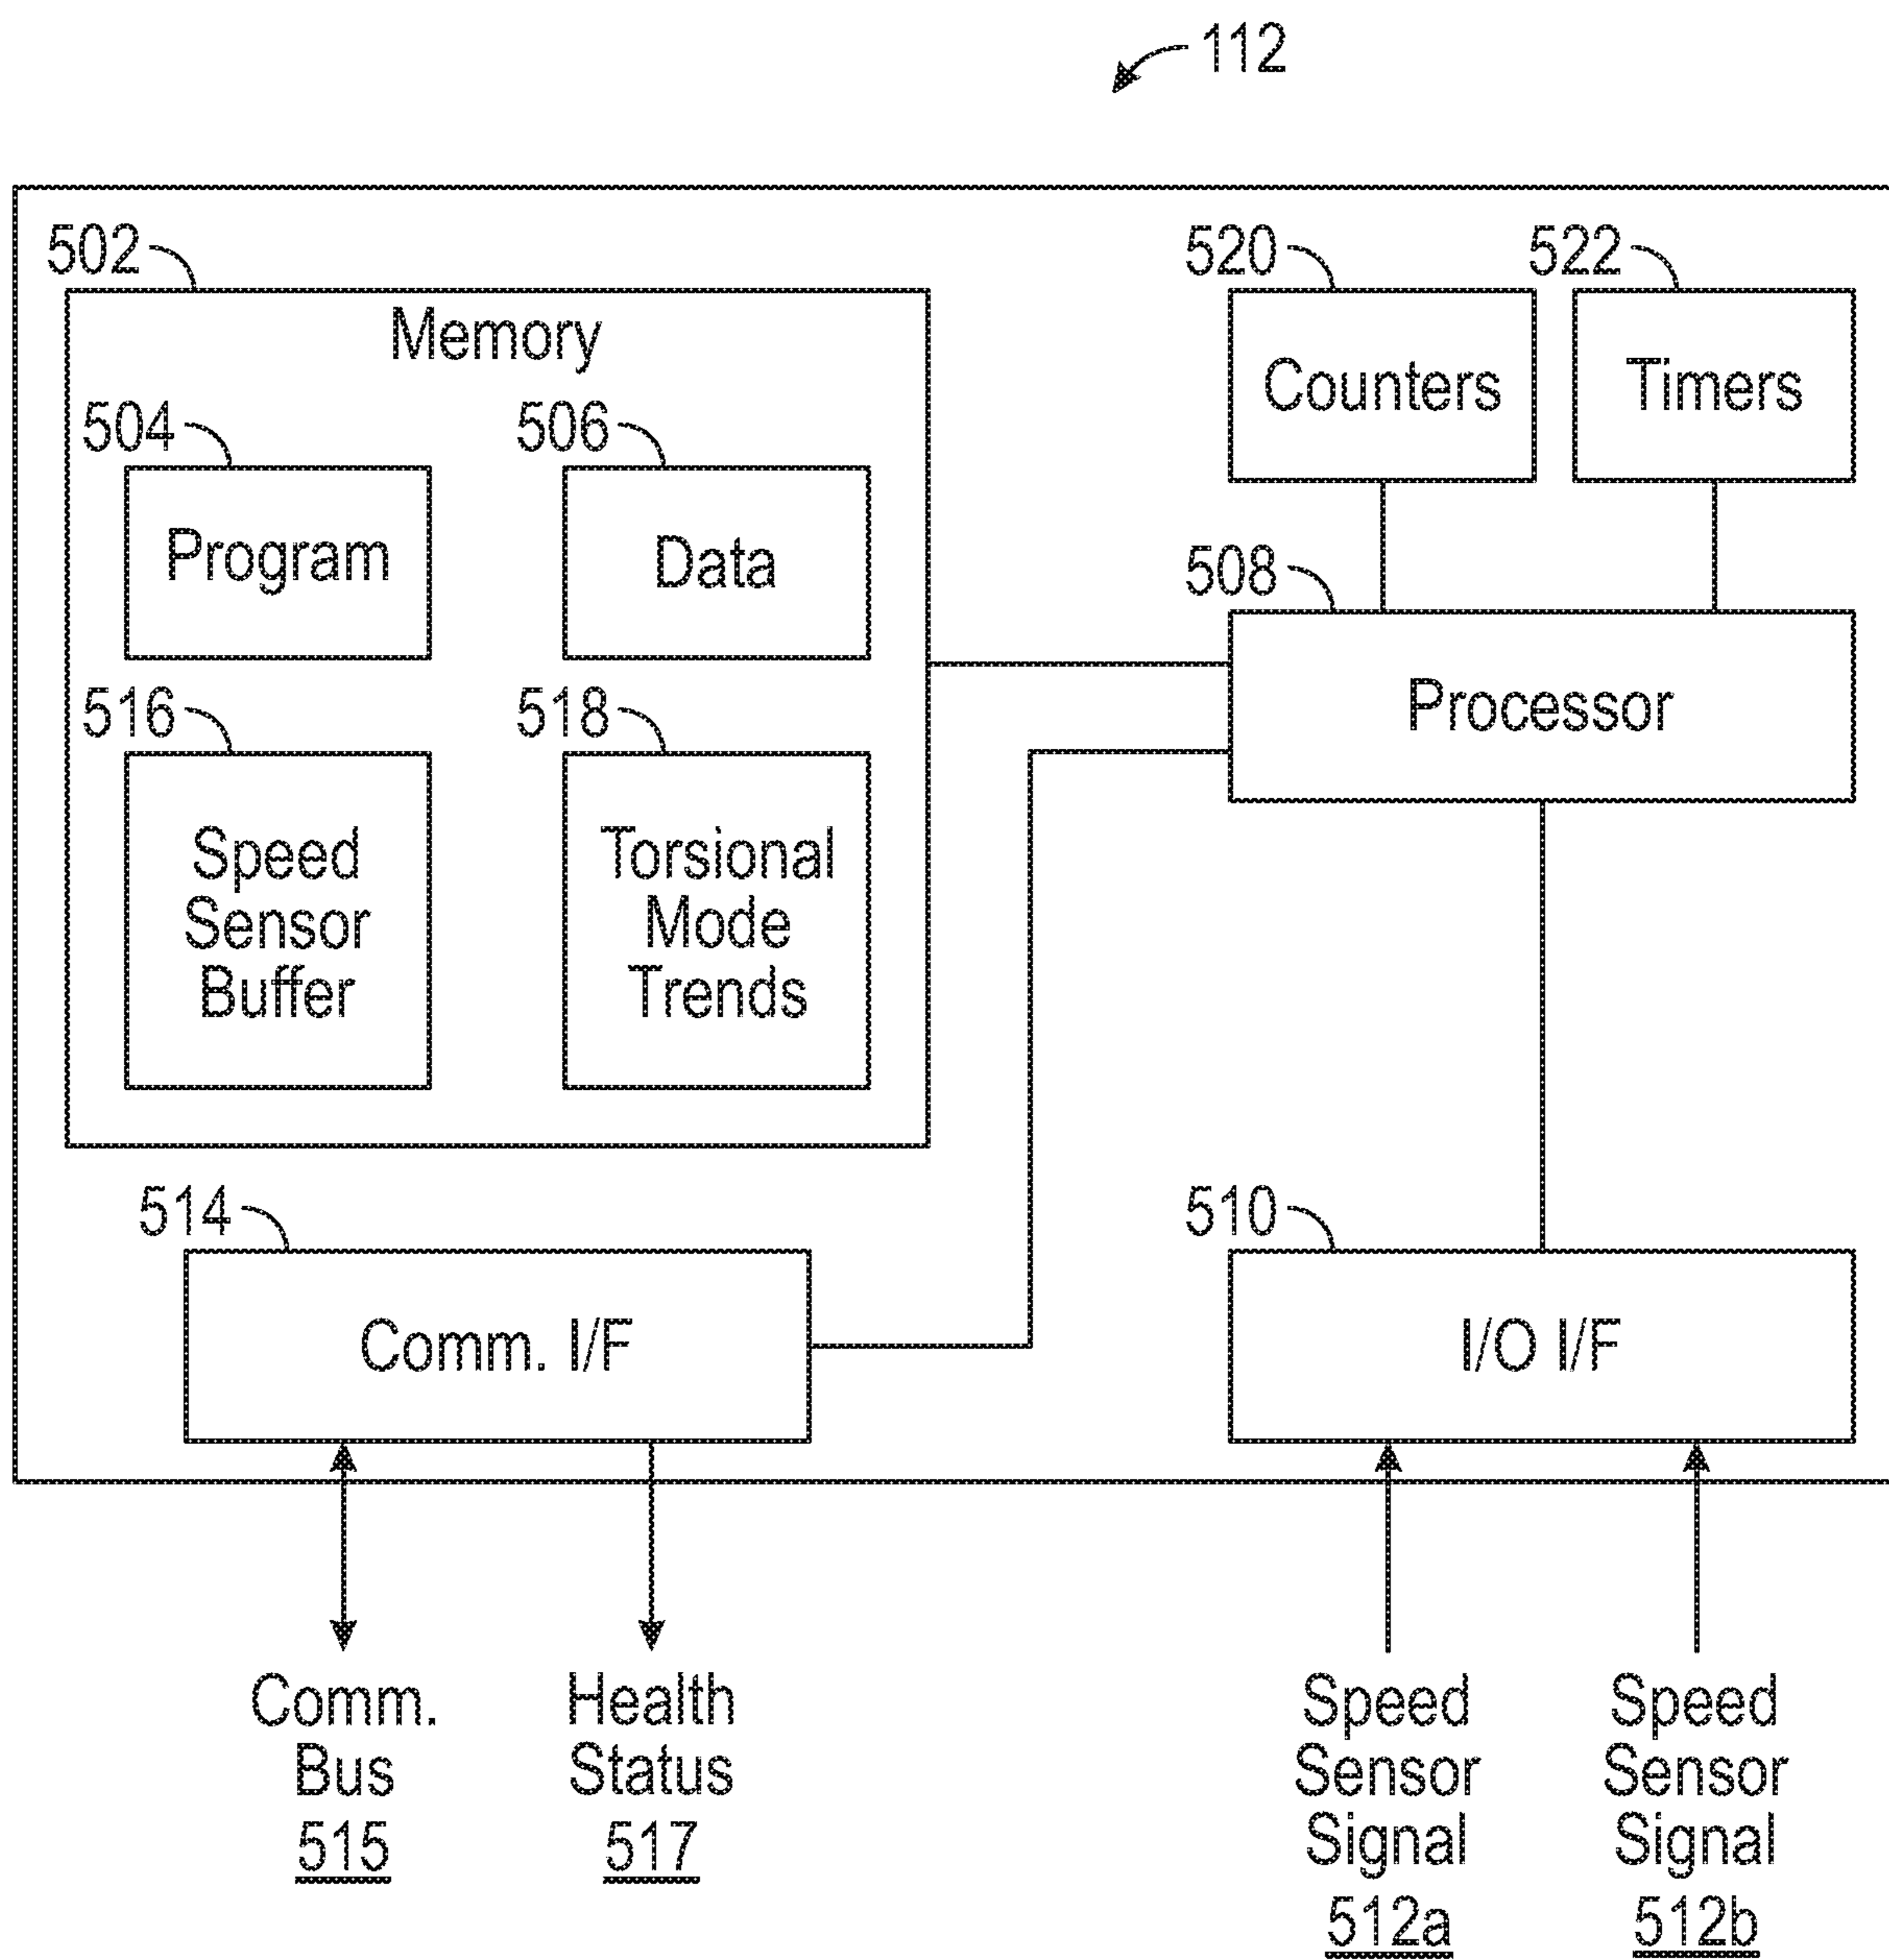 112
502
520
522
Memory
Counters
Timers
504
506
Program
Data
508
Processor
516
518
Speed
Sensor
Buffer
Torsional
Mode
Trends
514
510
Comm. I/F
I/O I/F
Comm.
Bus
515
Health
Status
517
Speed
Sensor
Signal
512a
Speed
Sensor
Signal
512b